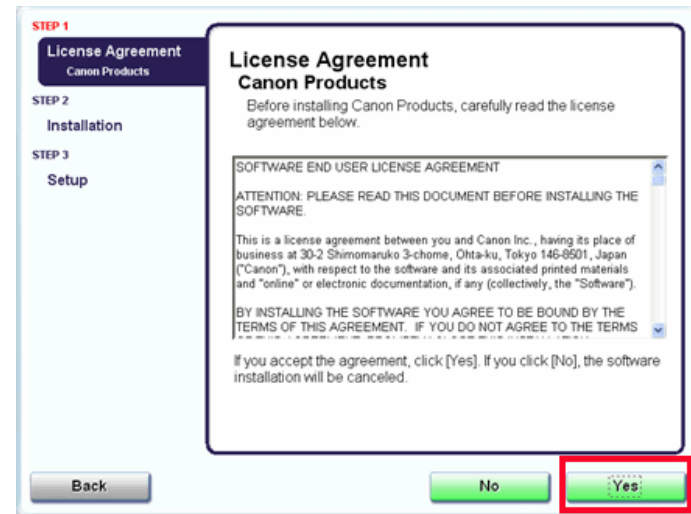 STEP 1
License Agreement
Canon Products
STEP 2
Installation
STEP 3
Setup
License Agreement
Canon Products
Before installing Canon Products, carefully read the license
agreement below.
SOFTWARE END USER LICENSE AGREEMENT
ATTENTION: PLEASE READ THIS DOCUMENT BEFORE INSTALLING THE
SOFTWARE.
This is a license agreement between you and Canon Inc., having its place of
business at 30-2 Shimomaruko 3-chome, Ohta-ku, Tokyo 146-8501, Japan
("Canon"), with respect to the software and its associated printed materials
and "online" or electronic documentation, if any (collectively, the "Software").
BY INSTALLING THE SOFTWARE YOU AGREE TO BE BOUND BY THE
TERMS OF THIS AGREEMENT. IF YOU DO NOT AGREE TO THE TERMS
If you accept the agreement, click [Yes]. If you click [No], the software
installation will be canceled.
Back
No
Yes